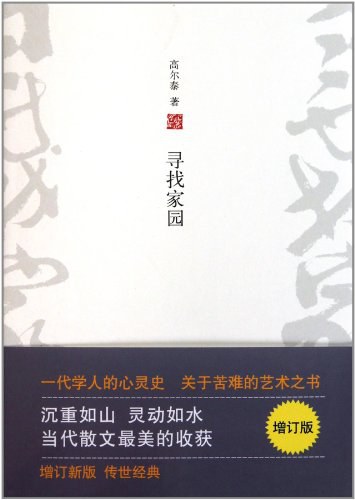 高尔泰 著
寻找家园
一代学人的心灵史 关于苦难的艺术之书
沉重如山 灵动如水
当代散文最美的收获
增订新版 传世经典
增订版